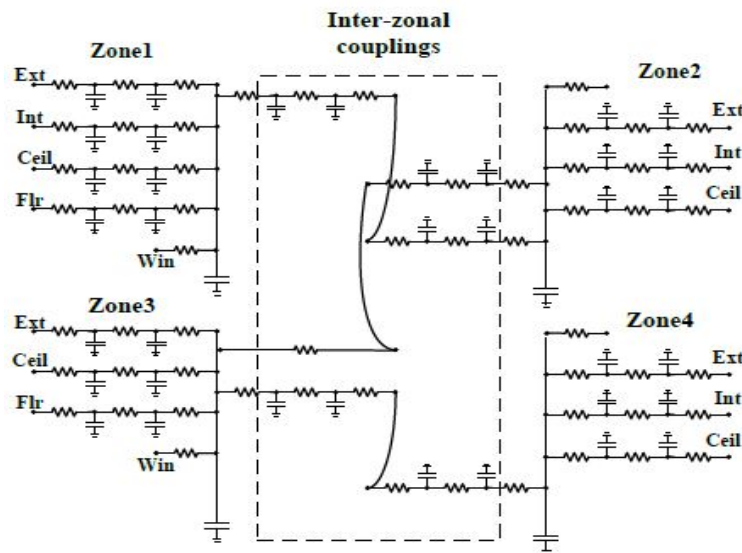 Inter-zonal
couplings
Zone1
Ext
Int
Ceil
Flr
Win
Zone2
Ext
Int
Ceil
Zone3
Ext
Ceil
Flr
Win
Zone4
Ext
Int
Ceil